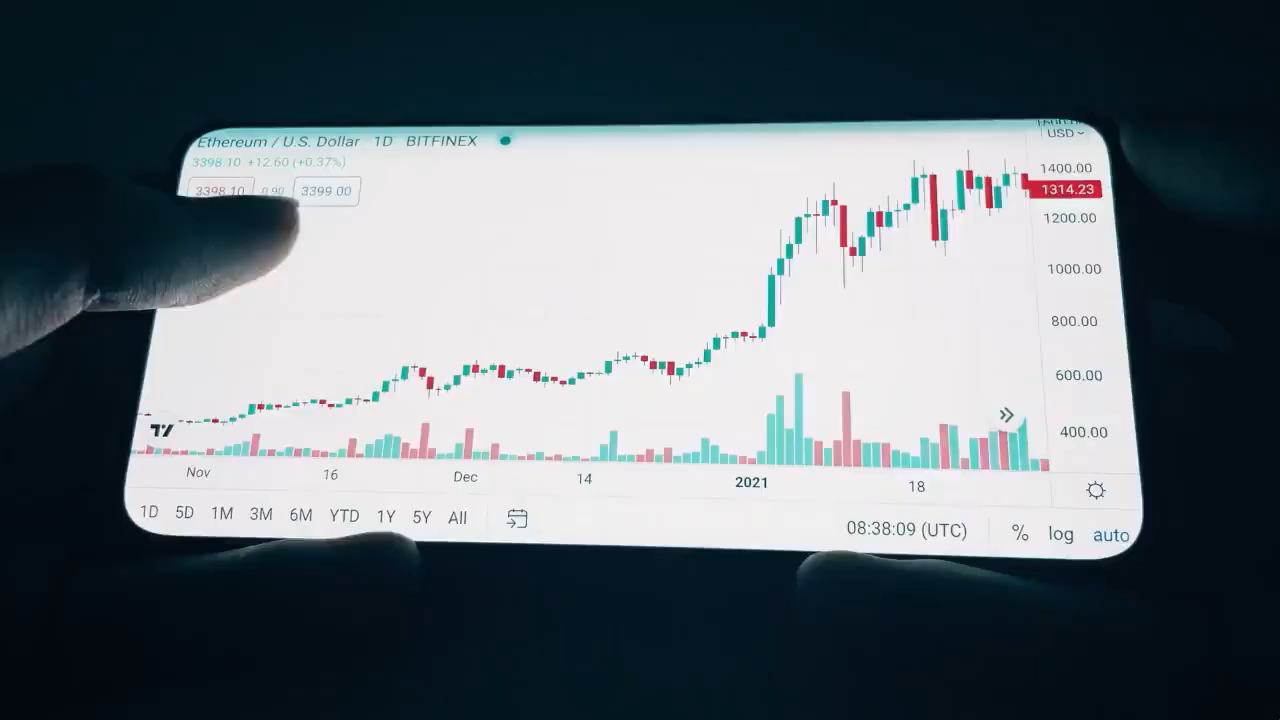 Ethereum / U.S. Dollar · 1D BITFINEX
3398.10 +12.60 (+0.37%)
3398.10 0.90 3399.00
USD
1400.00
1314.23
1200.00
1000.00
800.00
600.00
400.00
TV
Nov 16 Dec 14 2021 18
1D 5D 1M 3M 6M YTD 1Y 5Y All
08:38:09 (UTC) % log auto